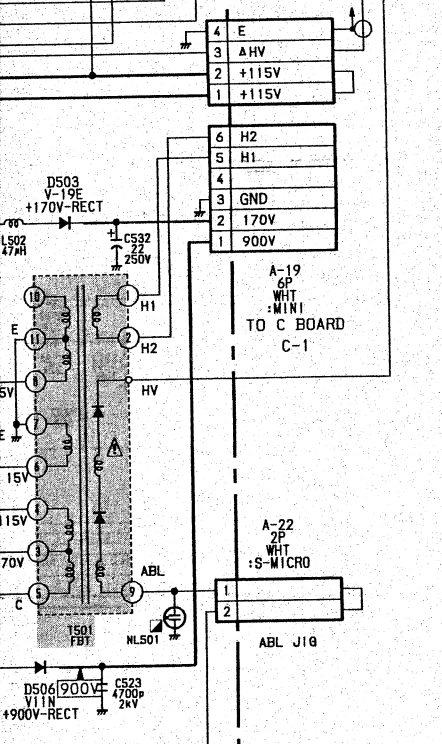 4 E
3 ΔHV
2 +115V
1 +115V
6 H2
5 H1
4
3 GND
2 170V
1 900V
D503
V-19E
+170V-RECT
L502
47μH
+
C532
22
250V
A-19
6P
WHT
:MINI
TO C BOARD
C-1
10
1
H1
E
11
2
H2
8
5V
HV
7
E
6
15V
4
115V
3
70V
ABL
5
9
C
T501
FBT
NL501
A-22
2P
WHT
:S-MICRO
1
2
ABL JIG
D506
V11N
+900V-RECT
900V
C523
4700p
2kV